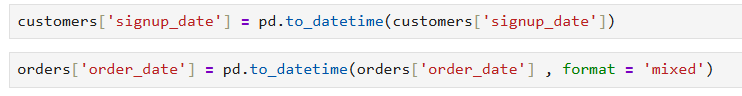 customers['signup_date'] = pd.to_datetime(customers['signup_date'])
orders['order_date'] = pd.to_datetime(orders['order_date'] , format = 'mixed')